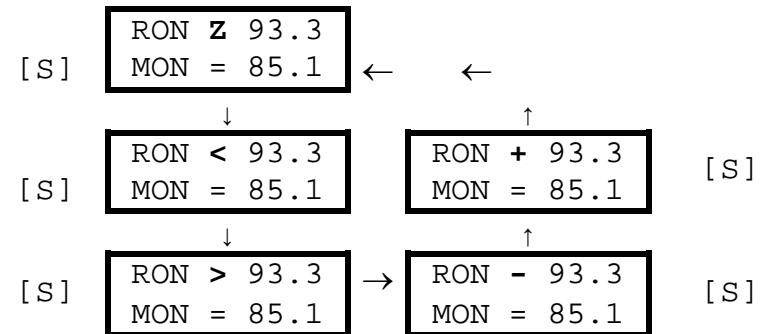 RON Z 93.3
[S] MON = 85.1 ← ←
↓ ↑
RON < 93.3 RON + 93.3 [S]
[S] MON = 85.1 MON = 85.1
↓ ↑
[S] RON > 93.3 → RON - 93.3 [S]
MON = 85.1 MON = 85.1